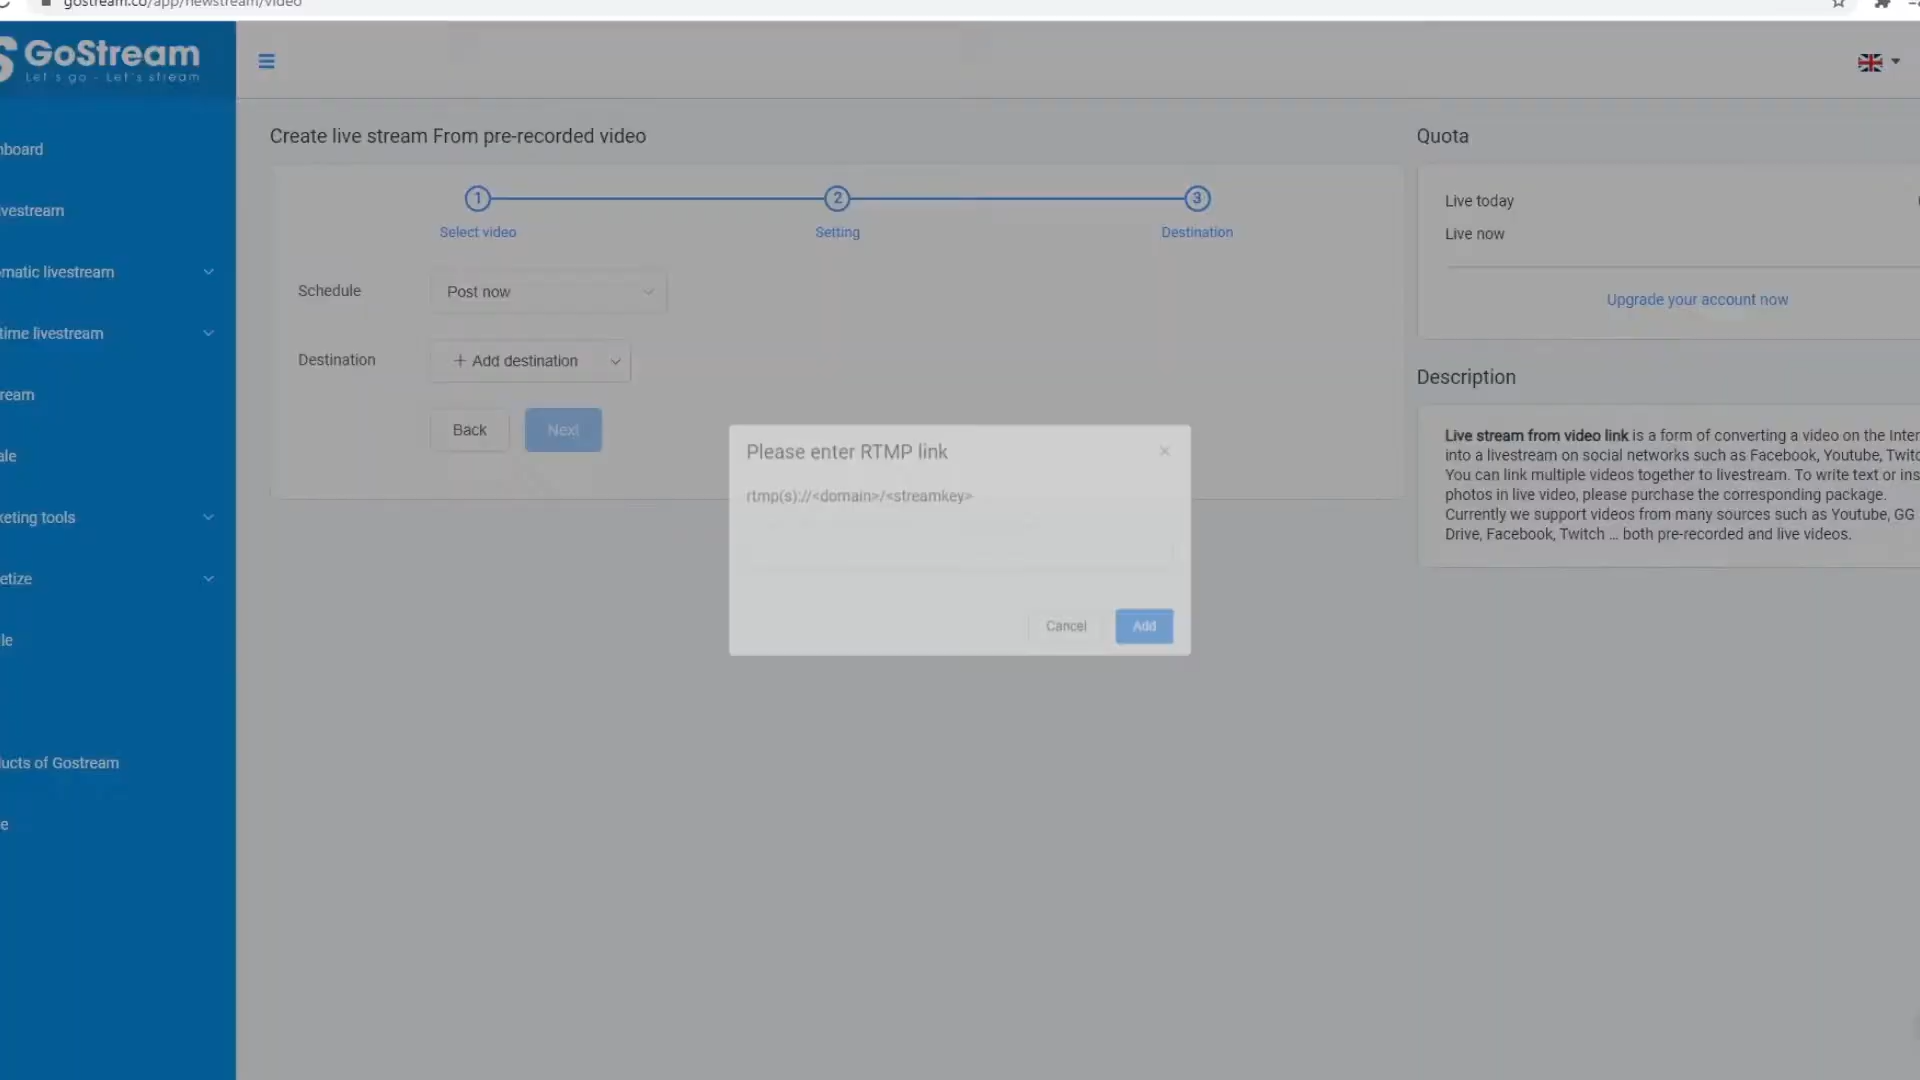 gostream.co/app/newstream/video
GoStream
Let's go - Let's stream
Create live stream From pre-recorded video
Quota
board
vestream
matic livestream
time livestream
ream
ale
keting tools
etize
le
ucts of Gostream
e
1
2
3
Select video
Setting
Destination
Schedule
Post now
Destination
+ Add destination
Back
Next
Live today
Live now
Upgrade your account now
Description
Live stream from video link is a form of converting a video on the Inter
into a livestream on social networks such as Facebook, Youtube, Twitc
You can link multiple videos together to livestream. To write text or ins
photos in live video, please purchase the corresponding package.
Currently we support videos from many sources such as Youtube, GG
Drive, Facebook, Twitch ... both pre-recorded and live videos.
Please enter RTMP link
rtmp(s)://<domain>/<streamkey>
Cancel
Add